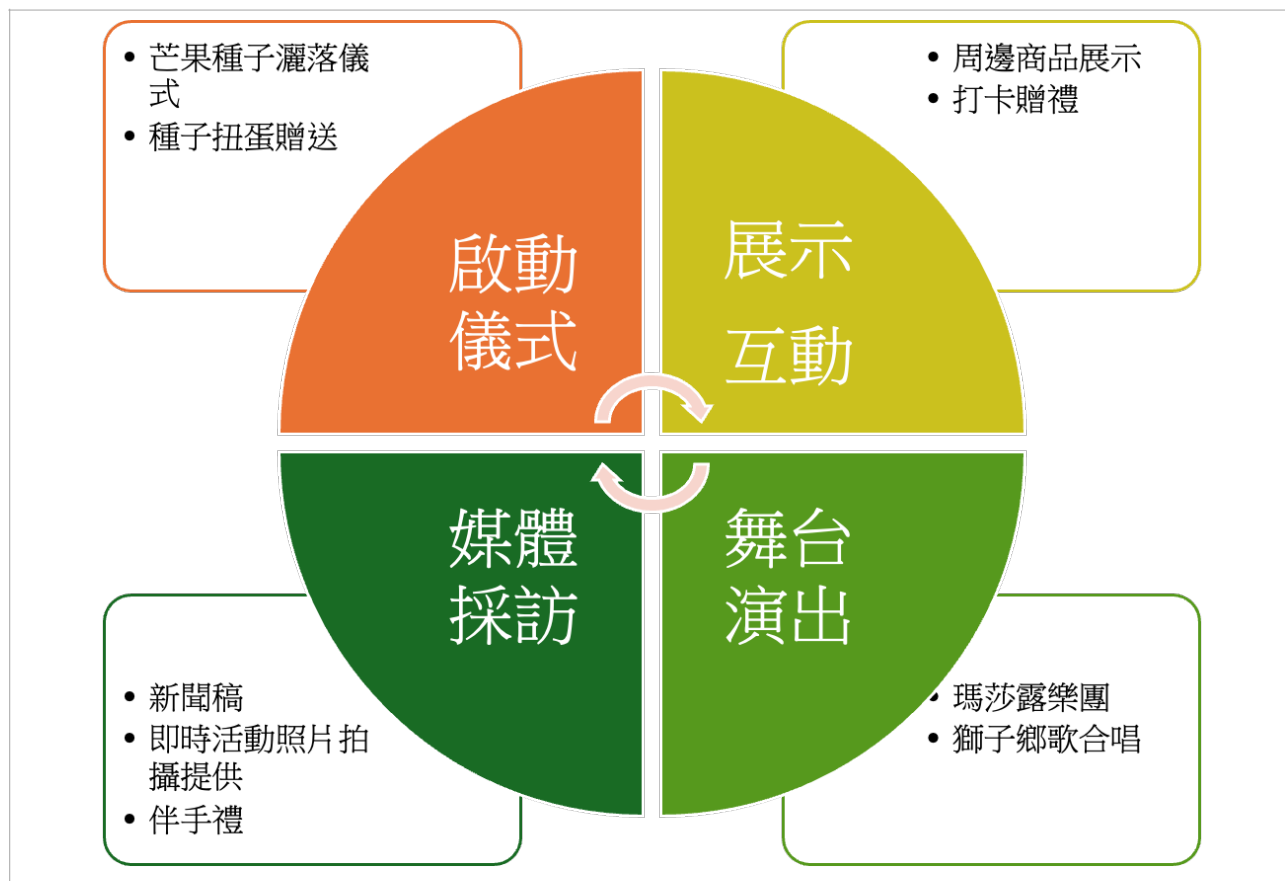 • 芒果種子灑落儀
式
• 種子扭蛋贈送
• 周邊商品展示
• 打卡贈禮
啟動
儀式
展示
互動
媒體
採訪
舞台
演出
• 新聞稿
• 即時活動照片拍
攝提供
• 伴手禮
• 瑪莎露樂團
• 獅子鄉歌合唱